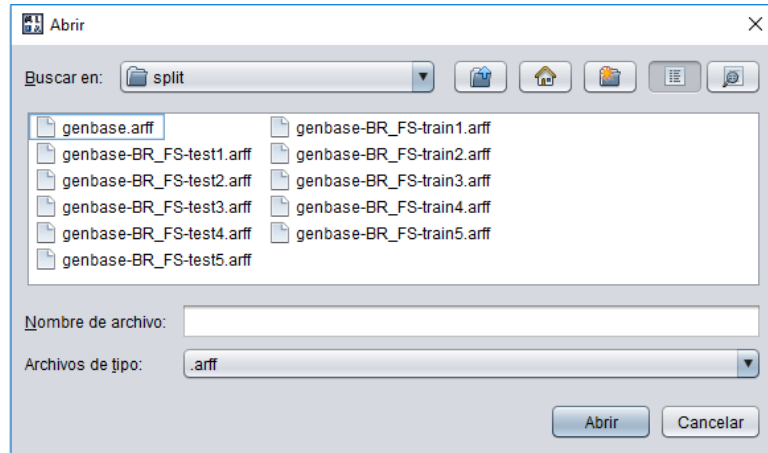 Abrir
Buscar en: split
genbase.arff
genbase-BR_FS-test1.arff
genbase-BR_FS-test2.arff
genbase-BR_FS-test3.arff
genbase-BR_FS-test4.arff
genbase-BR_FS-test5.arff
genbase-BR_FS-train1.arff
genbase-BR_FS-train2.arff
genbase-BR_FS-train3.arff
genbase-BR_FS-train4.arff
genbase-BR_FS-train5.arff
Nombre de archivo:
Archivos de tipo: .arff
Abrir Cancelar